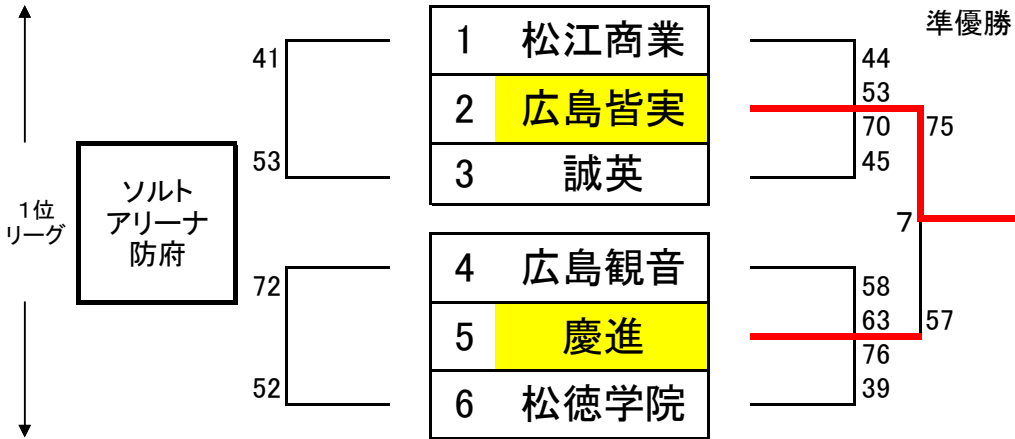 準優勝
1 松江商業
2 広島皆実
3 誠英
4 広島観音
5 慶進
6 松徳学院
1位
リーグ
ソルト
アリーナ
防府
41
53
72
52
44
53
70
45
58
63
76
39
75
7
57